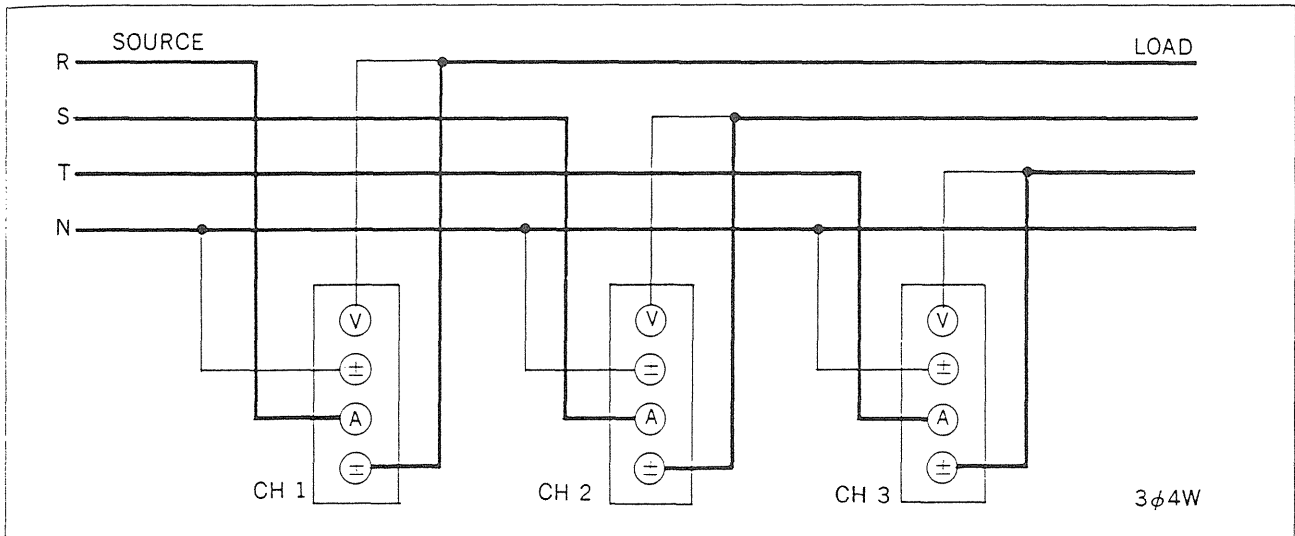 SOURCE
LOAD
R
S
T
N
V V V
± ± ±
A A A
± ± ±
CH 1 CH 2 CH 3
3φ4W